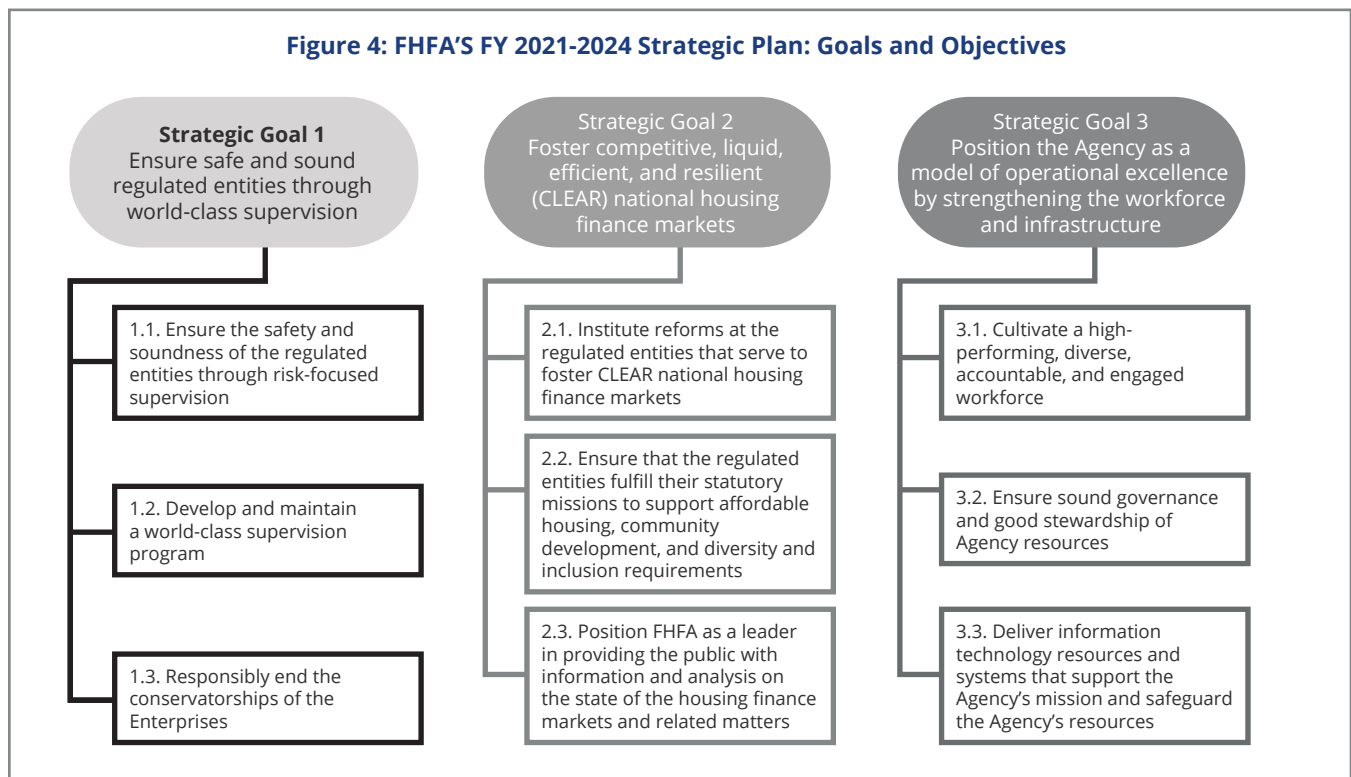 Figure 4: FHFA'S FY 2021-2024 Strategic Plan: Goals and Objectives
Strategic Goal 1
Ensure safe and sound
regulated entities through
world-class supervision
1.1. Ensure the safety and
soundness of the regulated
entities through risk-focused
supervision
1.2. Develop and maintain
a world-class supervision
program
1.3. Responsibly end the
conservatorships of the
Enterprises
Strategic Goal 2
Foster competitive, liquid,
efficient, and resilient
(CLEAR) national housing
finance markets
2.1. Institute reforms at the
regulated entities that serve to
foster CLEAR national housing
finance markets
2.2. Ensure that the regulated
entities fulfill their statutory
missions to support affordable
housing, community
development, and diversity and
inclusion requirements
2.3. Position FHFA as a leader
in providing the public with
information and analysis on
the state of the housing finance
markets and related matters
Strategic Goal 3
Position the Agency as a
model of operational excellence
by strengthening the workforce
and infrastructure
3.1. Cultivate a high-
performing, diverse,
accountable, and engaged
workforce
3.2. Ensure sound governance
and good stewardship of
Agency resources
3.3. Deliver information
technology resources and
systems that support the
Agency's mission and safeguard
the Agency's resources